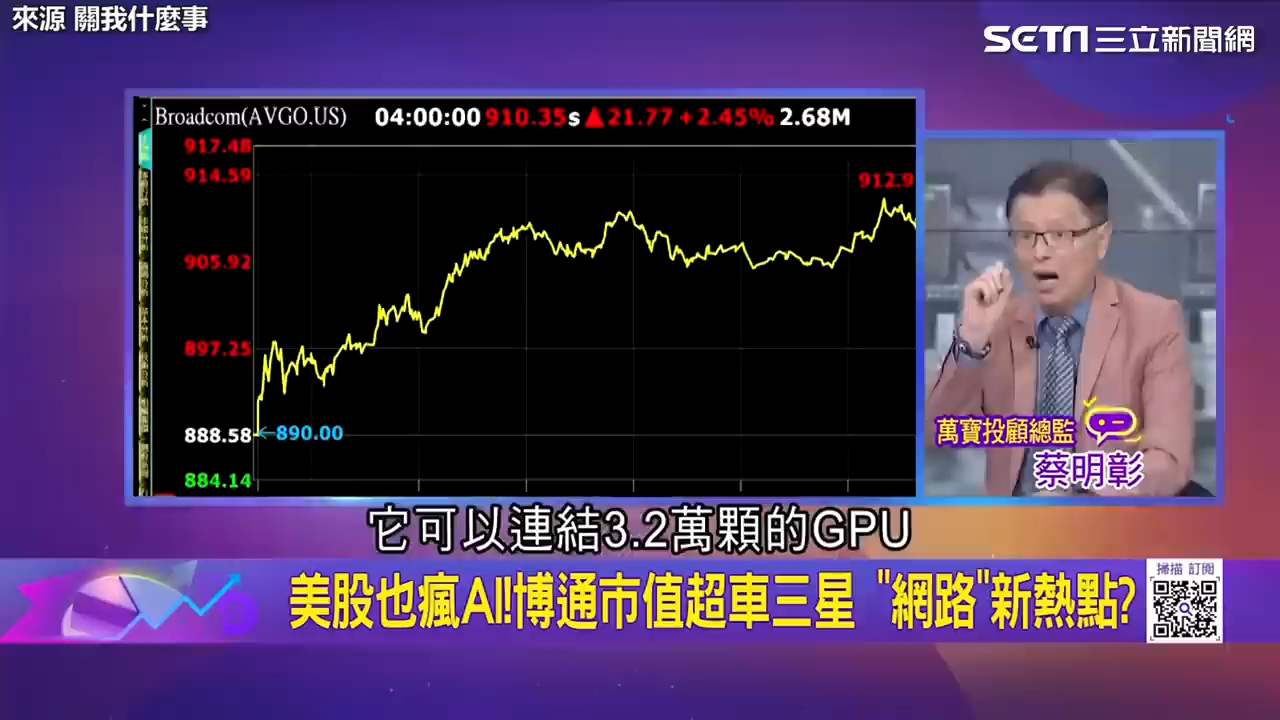 來源 關我什麼事
SETN三立新聞網
Broadcom(AVGO.US) 04:00:00 910.35s ▲21.77 +2.45% 2.68M
917.48
914.59
912.9
905.92
897.25
888.58 ←890.00
884.14
萬寶投顧總監
蔡明彰
它可以連結3.2萬顆的GPU
美股也瘋AI!博通市值超車三星 "網路"新熱點?
掃描 訂閱